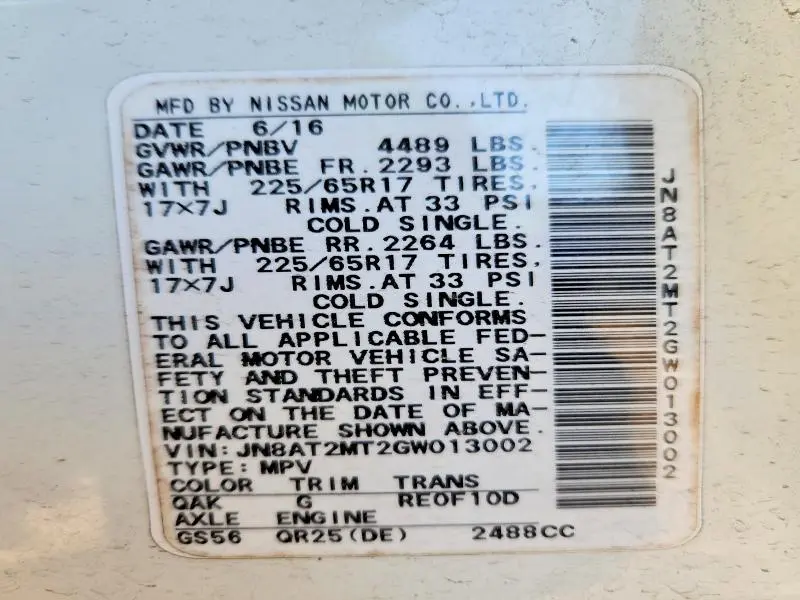 MFD BY NISSAN MOTOR CO.,LTD.
DATE 6/16
GVWR/PNBV 4489 LBS.
GAWR/PNBE FR. 2293 LBS.
WITH 225/65R17 TIRES,
17×7J RIMS.AT 33 PSI
COLD SINGLE.
GAWR/PNBE RR. 2264 LBS.
WITH 225/65R17 TIRES,
17×7J RIMS.AT 33 PSI
COLD SINGLE.
THIS VEHICLE CONFORMS
TO ALL APPLICABLE FED-
ERAL MOTOR VEHICLE SA-
FETY AND THEFT PREVEN-
TION STANDARDS IN EFF-
ECT ON THE DATE OF MA-
NUFACTURE SHOWN ABOVE.
VIN: JN8AT2MT2GW013002
TYPE: MPV
COLOR TRIM TRANS
QAK G RE0F10D
AXLE ENGINE
GS56 QR25(DE) 2488CC
JN8AT2MT2GW013002